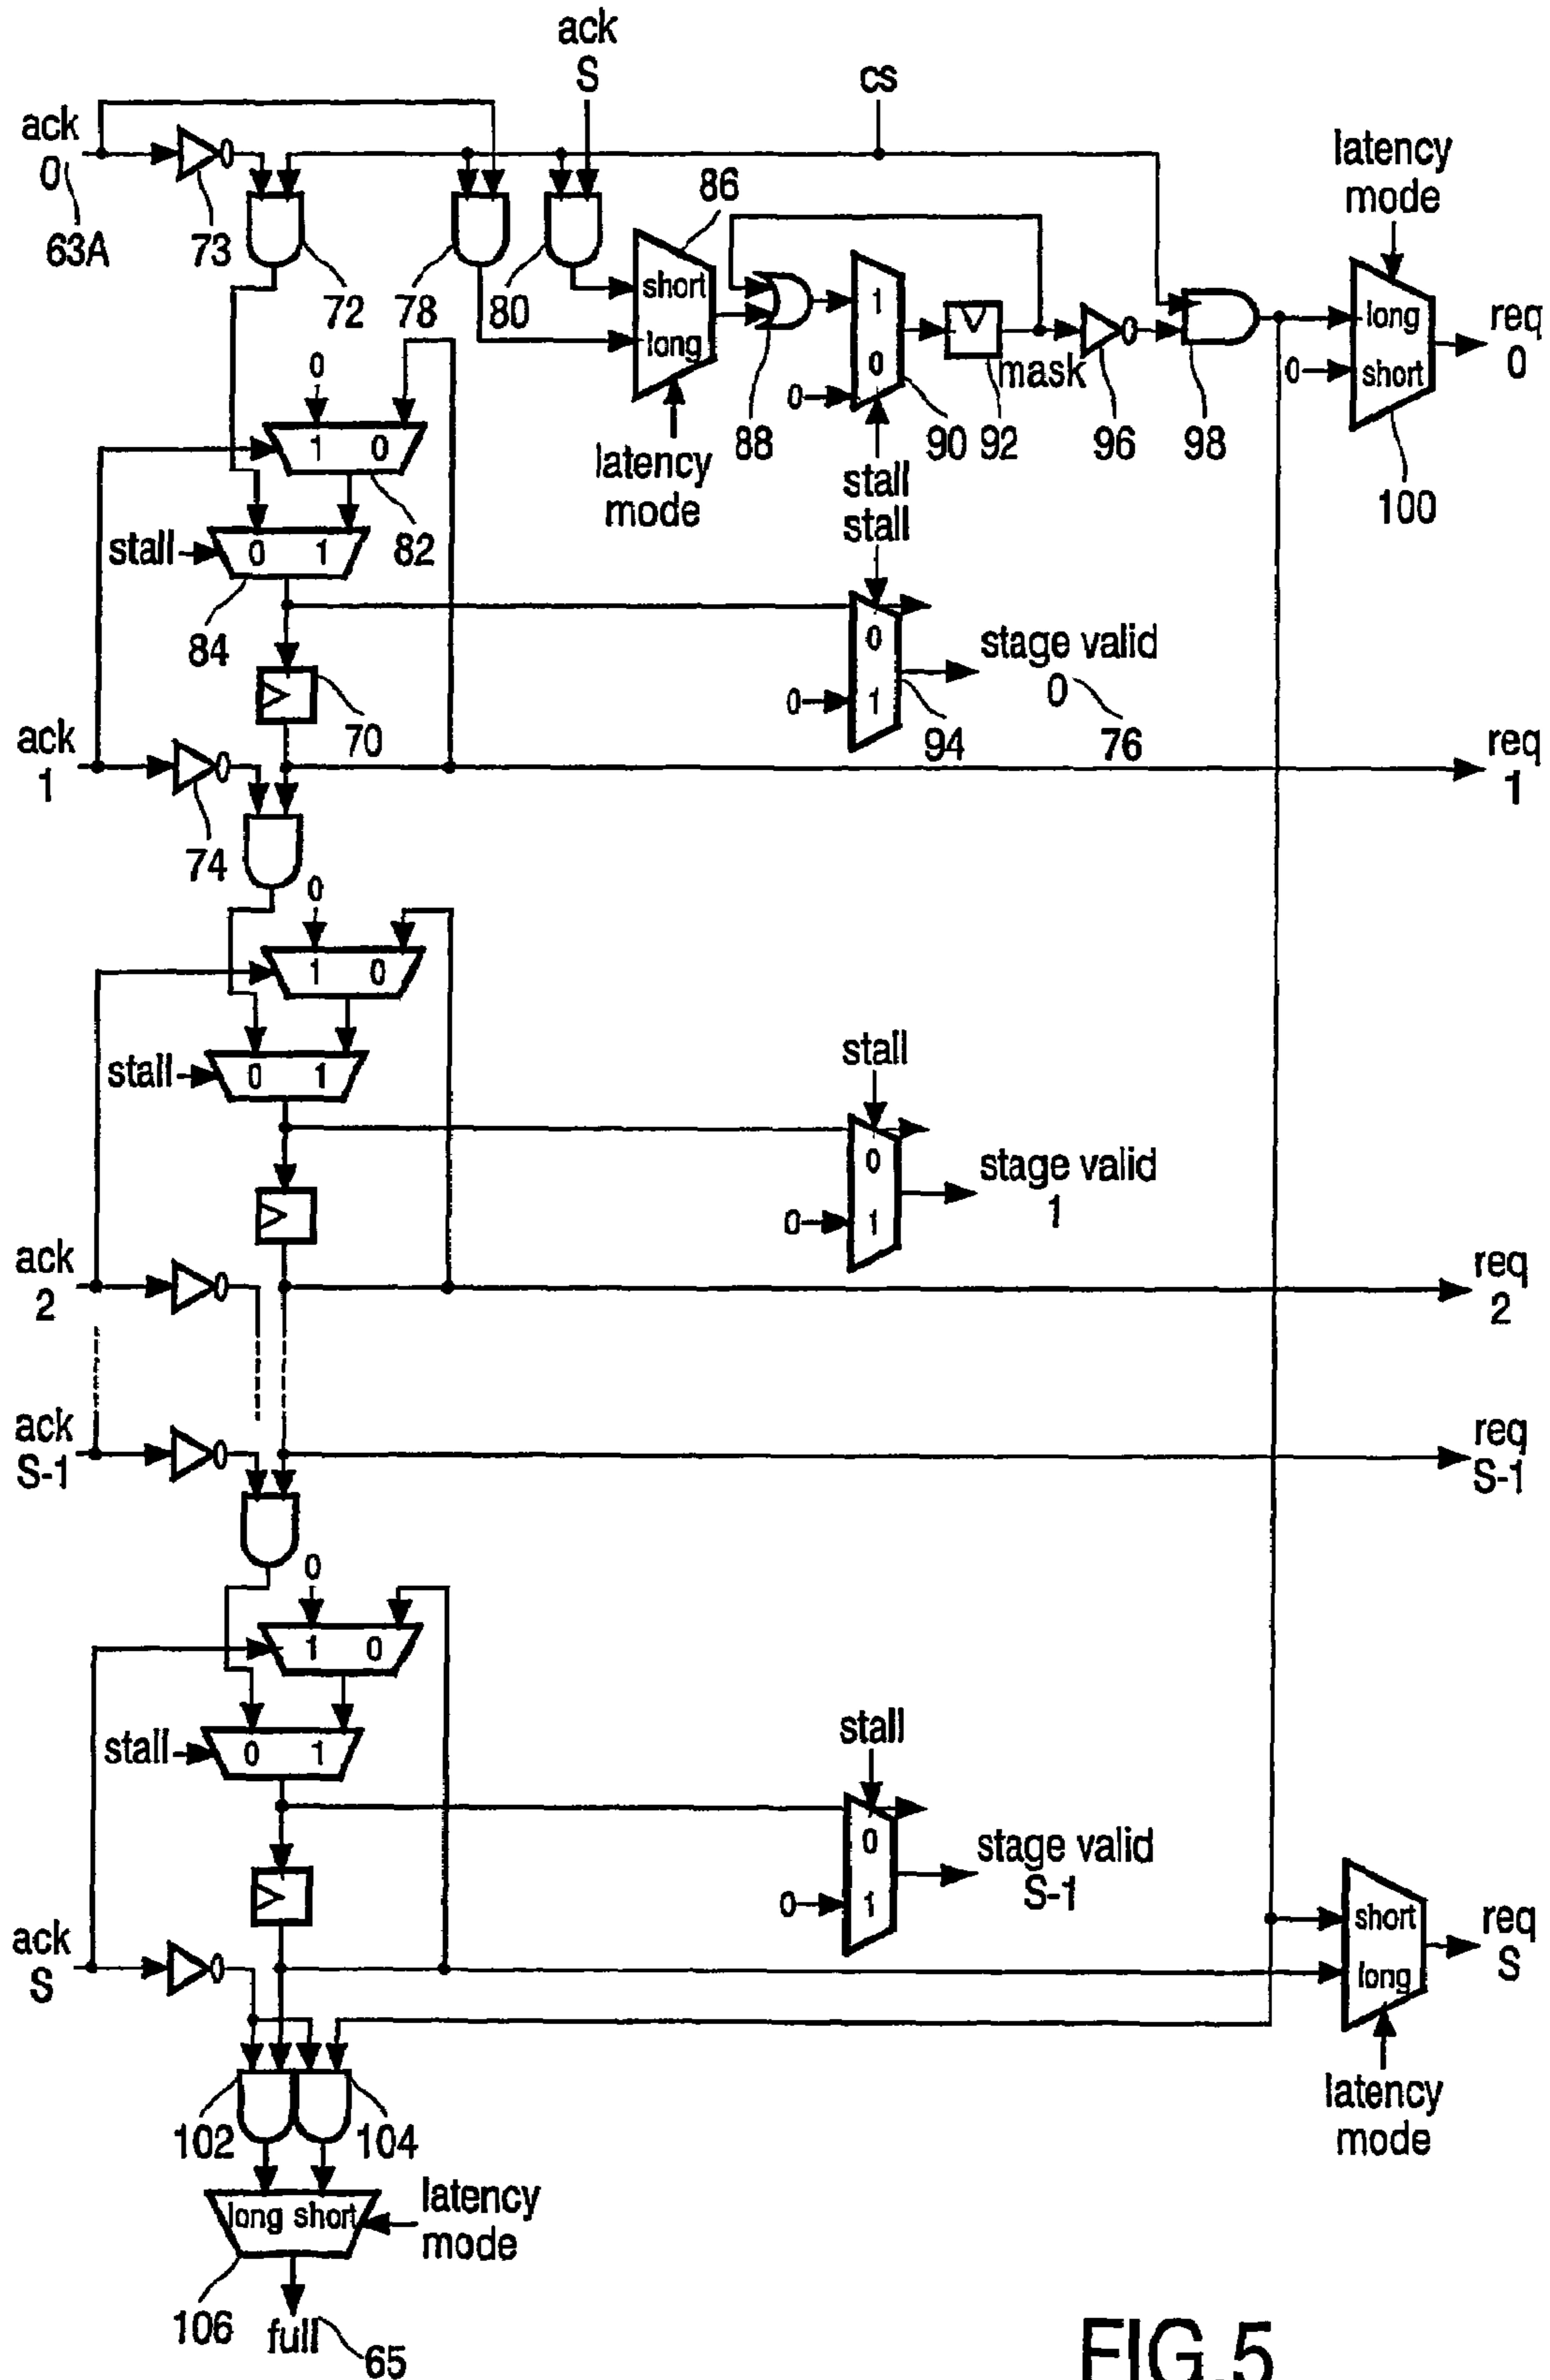 ack
S
cs
ack
0
63A
73
72
78
80
86
short
long
latency
mode
88
1
0
0
90
92
mask
96
98
latency
mode
long
0
short
100
req
0
0
1 0
82
stall
0 1
84
stall
stall
0
0
1
94
stage valid
0
76
70
ack
1
74
req
1
0
1 0
stall
0 1
stall
0
0
1
stage valid
1
ack
2
req
2
ack
S-1
req
S-1
0
1 0
stall
0 1
stall
0
0
1
stage valid
S-1
ack
S
short
long
req
S
latency
mode
102
104
long short
latency
mode
106
full
65
FIG.5